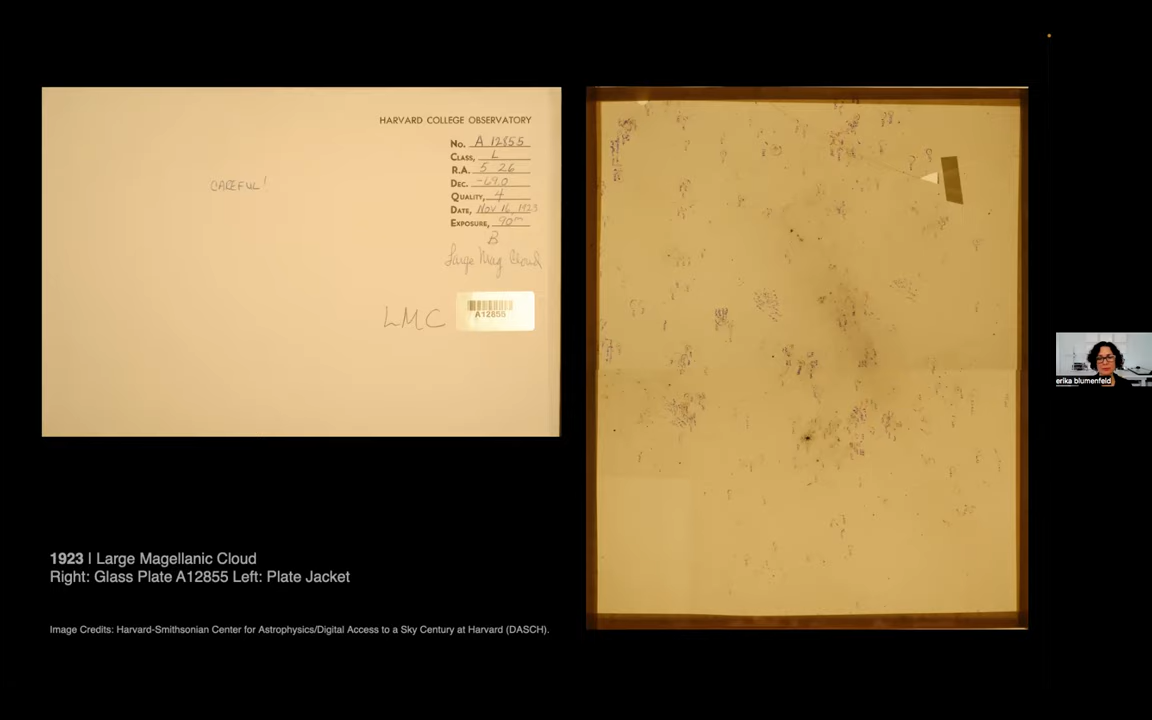 CAREFUL!
HARVARD COLLEGE OBSERVATORY
No. A 12855
CLASS, L
R.A. 5 26
DEC. -69.0
QUALITY, 4
DATE, Nov 16, 1923
EXPOSURE, 90m
B
Large Mag Cloud
LMC
A12855
erika blumenfeld
1923 | Large Magellanic Cloud
Right: Glass Plate A12855 Left: Plate Jacket
Image Credits: Harvard-Smithsonian Center for Astrophysics/Digital Access to a Sky Century at Harvard (DASCH).